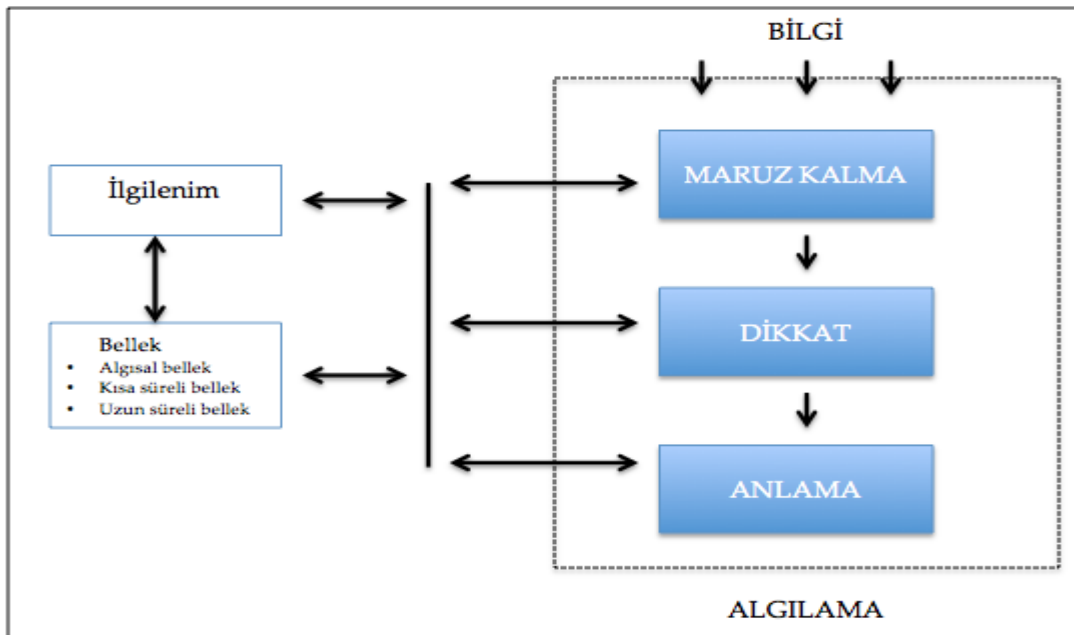 BİLGİ
MARUZ KALMA
İlgilenim
DİKKAT
Bellek
• Algısal bellek
• Kısa süreli bellek
• Uzun süreli bellek
ANLAMA
ALGILAMA